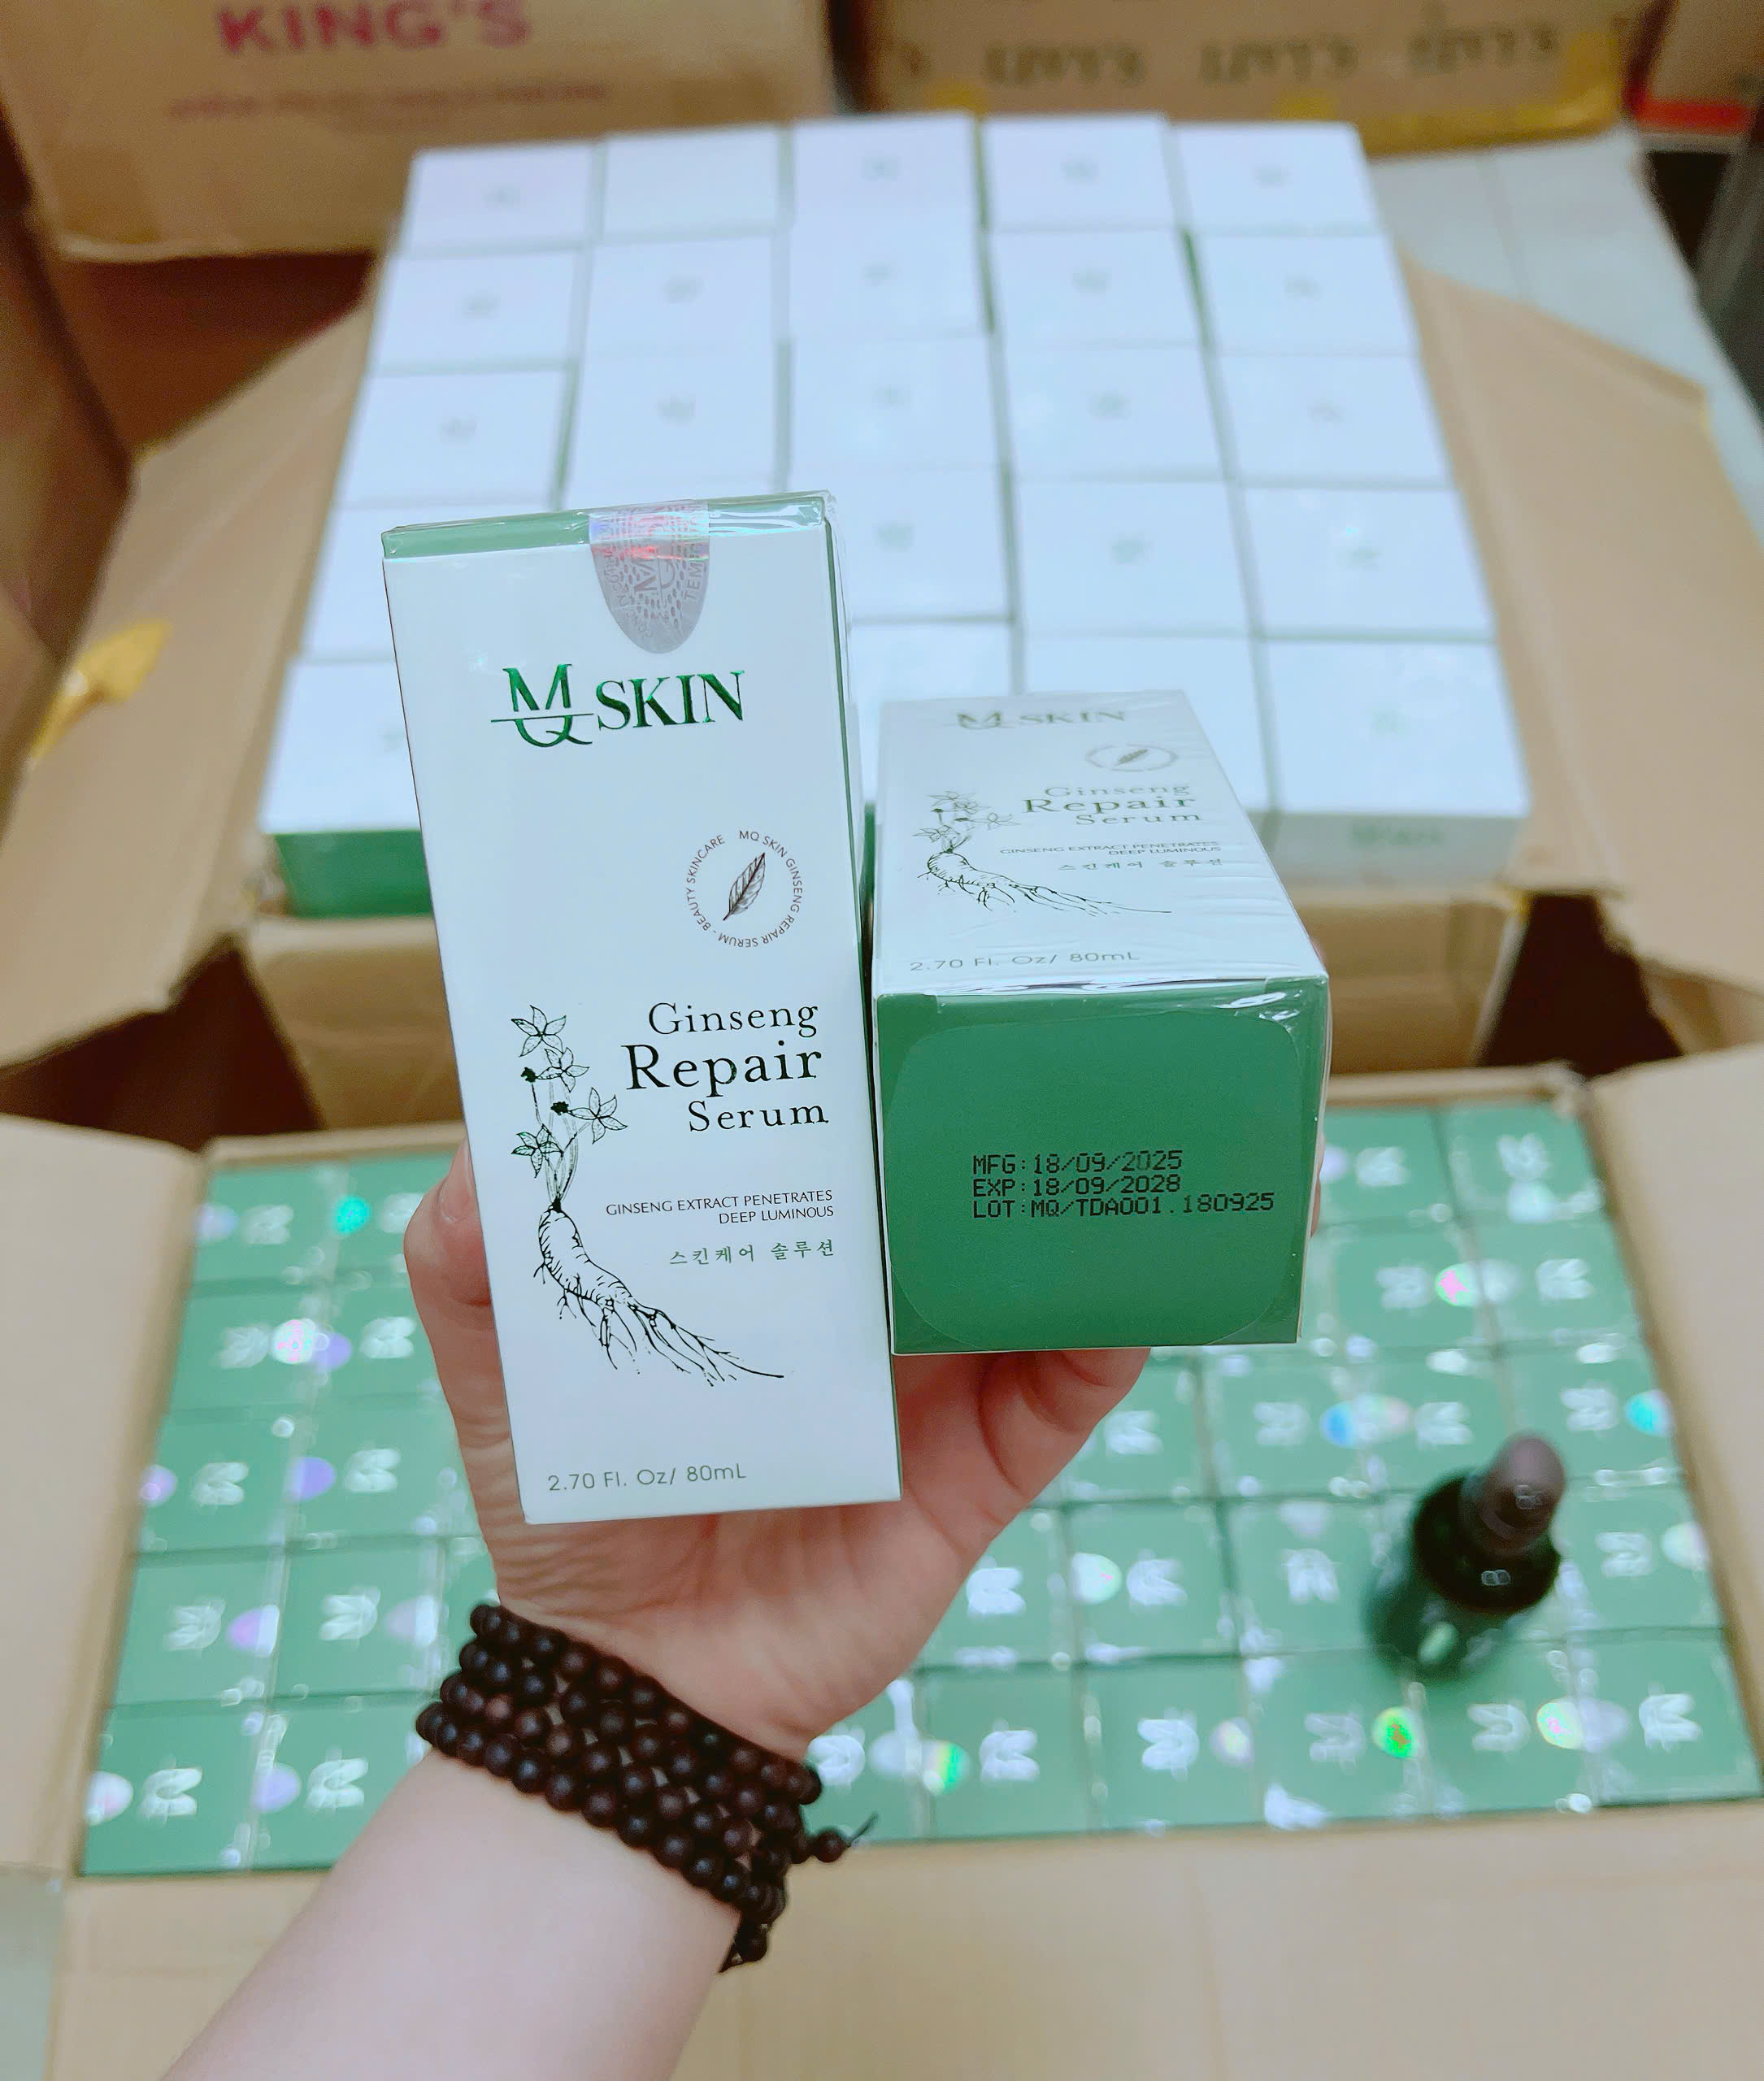 KING'S
MQ SKIN
MQ SKIN GINSENG REPAIR SERUM - BEAUTY SKINCARE
Ginseng
Repair
Serum
GINSENG EXTRACT PENETRATES
DEEP LUMINOUS
스킨케어 솔루션
2.70 Fl. Oz/ 80mL
MQ SKIN
Ginseng
Repair
Serum
GINSENG EXTRACT PENETRATES
DEEP LUMINOUS
스킨케어 솔루션
2.70 Fl. Oz/ 80mL
MFG:18/09/2025
EXP:18/09/2028
LOT:MQ/TDA001.180925